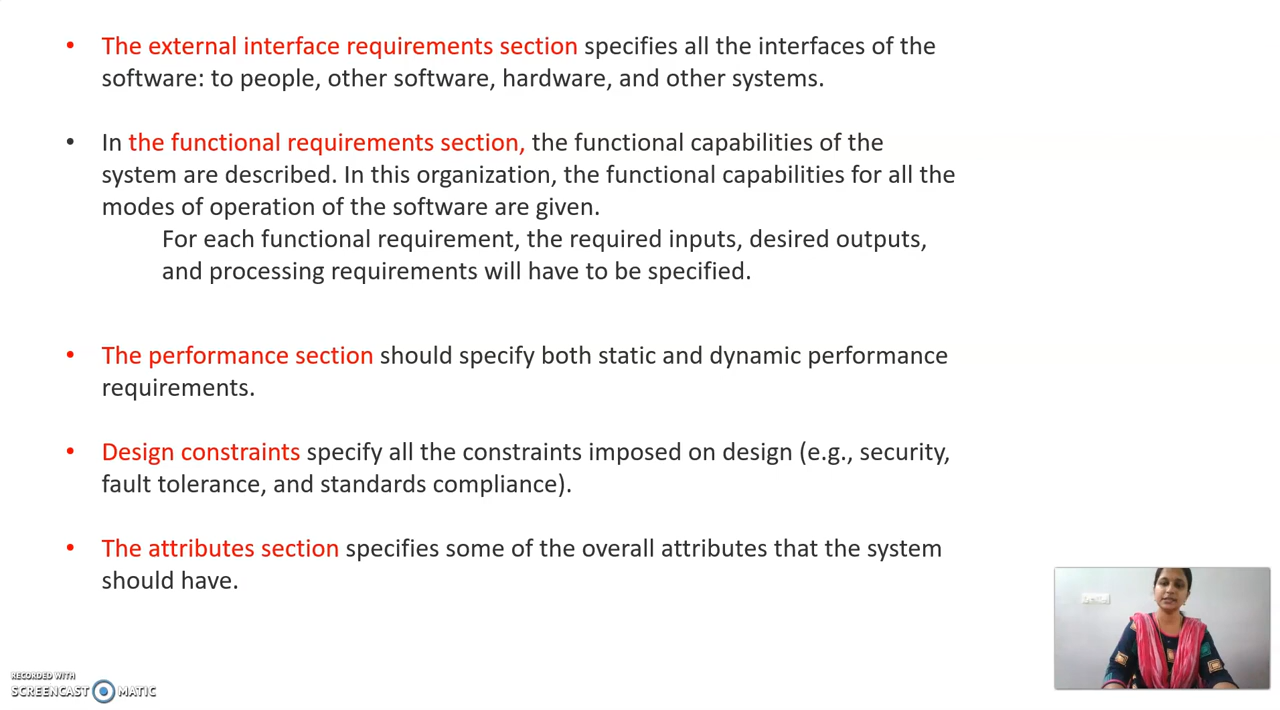 • The external interface requirements section specifies all the interfaces of the
software: to people, other software, hardware, and other systems.
• In the functional requirements section, the functional capabilities of the
system are described. In this organization, the functional capabilities for all the
modes of operation of the software are given.
For each functional requirement, the required inputs, desired outputs,
and processing requirements will have to be specified.
• The performance section should specify both static and dynamic performance
requirements.
• Design constraints specify all the constraints imposed on design (e.g., security,
fault tolerance, and standards compliance).
• The attributes section specifies some of the overall attributes that the system
should have.
RECORDED WITH
SCREENCAST MATIC